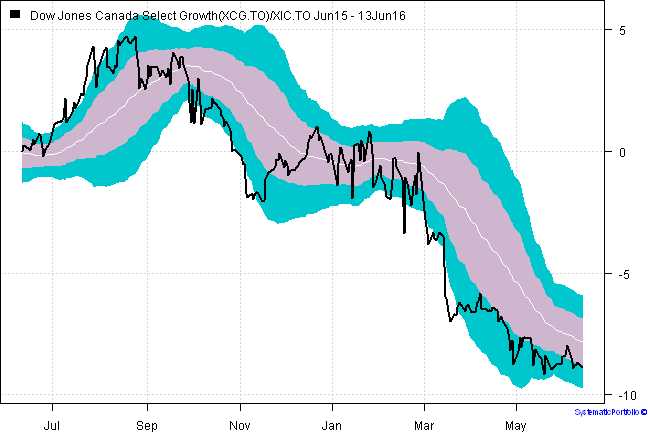 Dow Jones Canada Select Growth(XCG.TO)/XIC.TO Jun15 - 13Jun16
5
0
-5
-10
Jul Sep Nov Jan Mar May
SystematicPortfolio ©